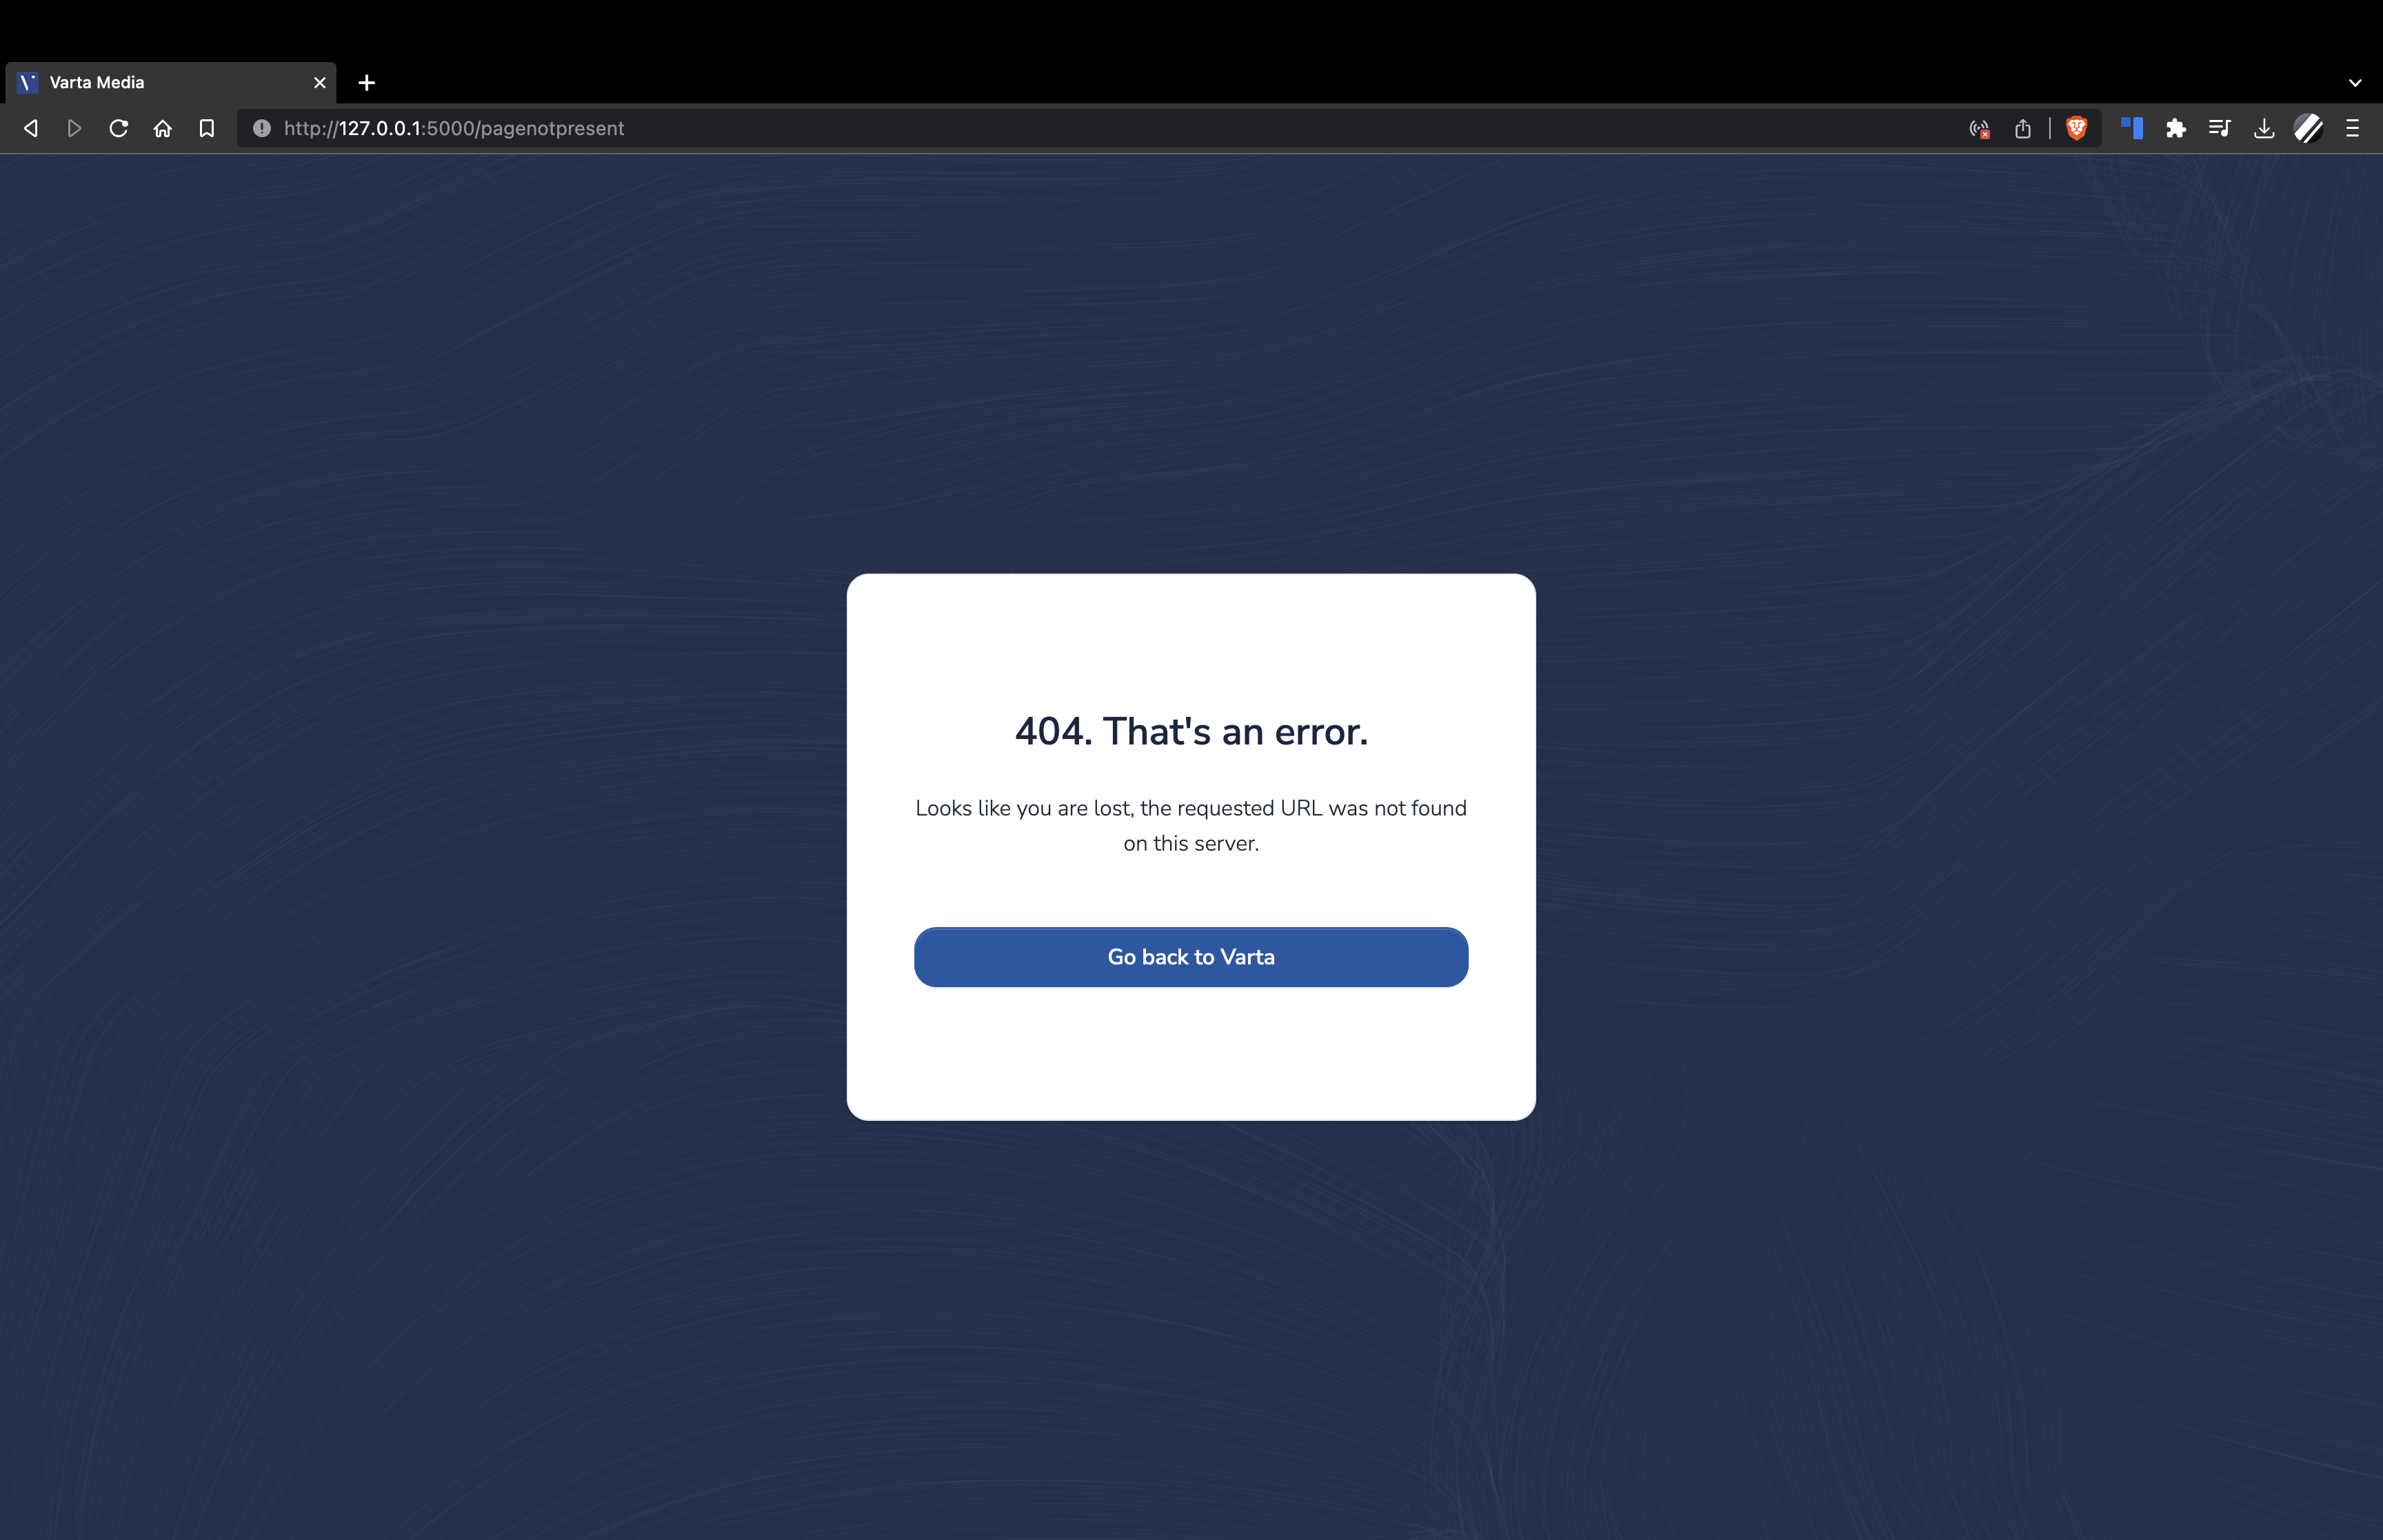 Varta Media
http://127.0.0.1:5000/pagenotpresent
404. That's an error.
Looks like you are lost, the requested URL was not found
on this server.
Go back to Varta